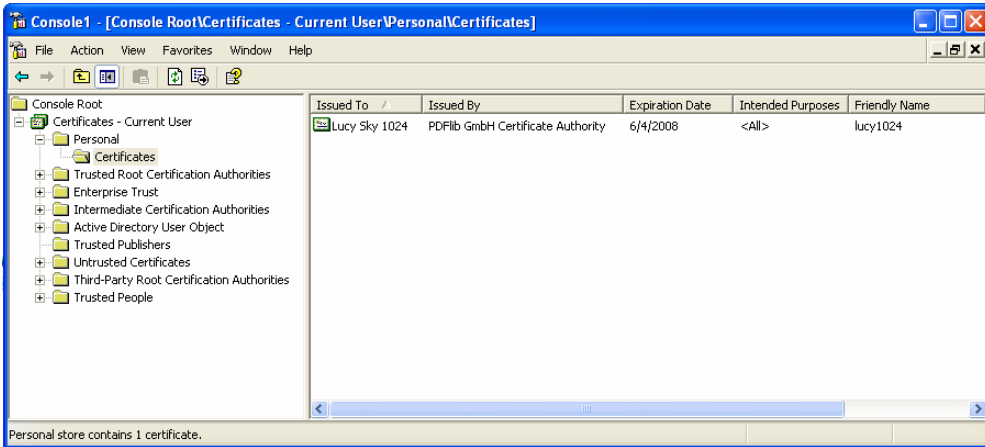 Console1 - [Console Root\Certificates - Current User\Personal\Certificates]
File Action View Favorites Window Help
Console Root
Certificates - Current User
Personal
Certificates
Trusted Root Certification Authorities
Enterprise Trust
Intermediate Certification Authorities
Active Directory User Object
Trusted Publishers
Untrusted Certificates
Third-Party Root Certification Authorities
Trusted People
Issued To Issued By Expiration Date Intended Purposes Friendly Name
Lucy Sky 1024 PDFlib GmbH Certificate Authority 6/4/2008 <All> lucy1024
Personal store contains 1 certificate.